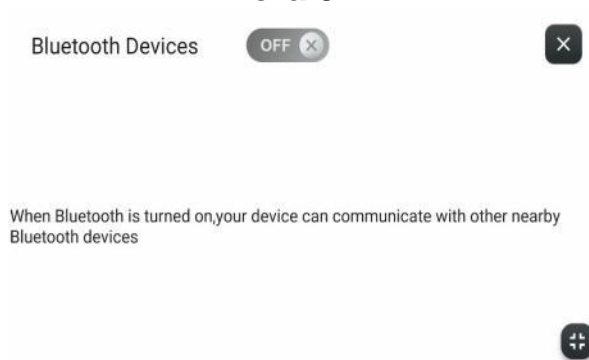 Bluetooth Devices OFF
When Bluetooth is turned on,your device can communicate with other nearby
Bluetooth devices